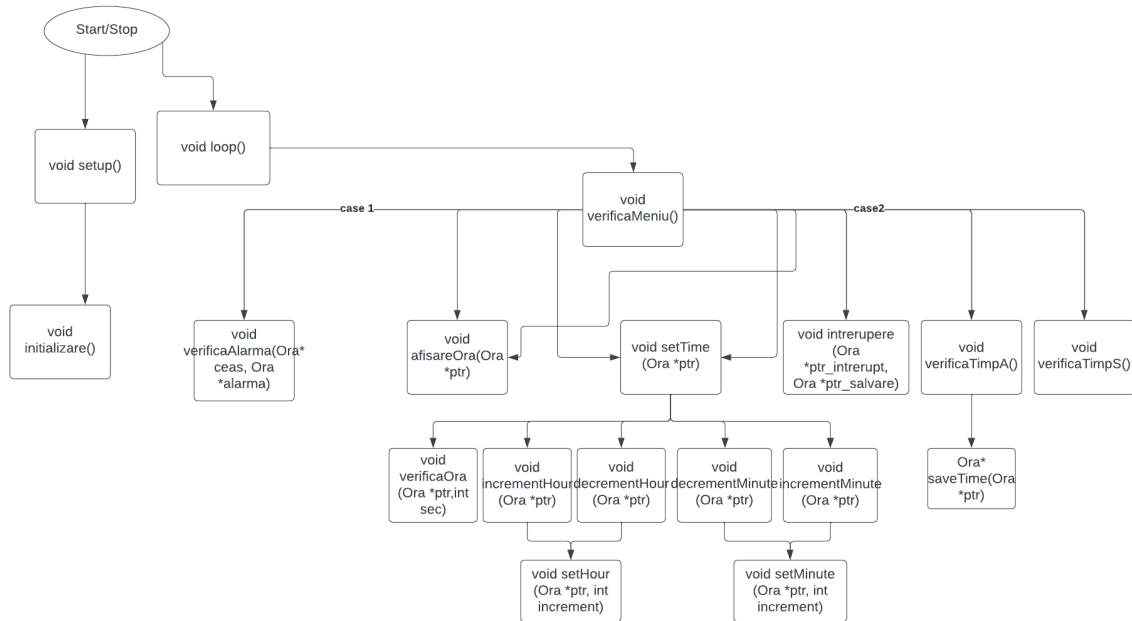 Start/Stop
void setup()
void loop()
void
verificaMeniu()
case 1
case2
void
initializare()
void
verificaAlarma(Ora*
ceas, Ora
*alarma)
void
afisareOra(Ora
*ptr)
void setTime
(Ora *ptr)
void intrerupere
(Ora
*ptr_intrerupt,
Ora *ptr_salvare)
void
verificaTimpA()
void
verificaTimpS()
void
verificaOra
(Ora *ptr,int
sec)
void
incrementHour
(Ora *ptr)
void
decrementHour
(Ora *ptr)
void
decrementMinute
(Ora *ptr)
void
incrementMinute
(Ora *ptr)
Ora*
saveTime(Ora
*ptr)
void setHour
(Ora *ptr, int
increment)
void setMinute
(Ora *ptr, int
increment)